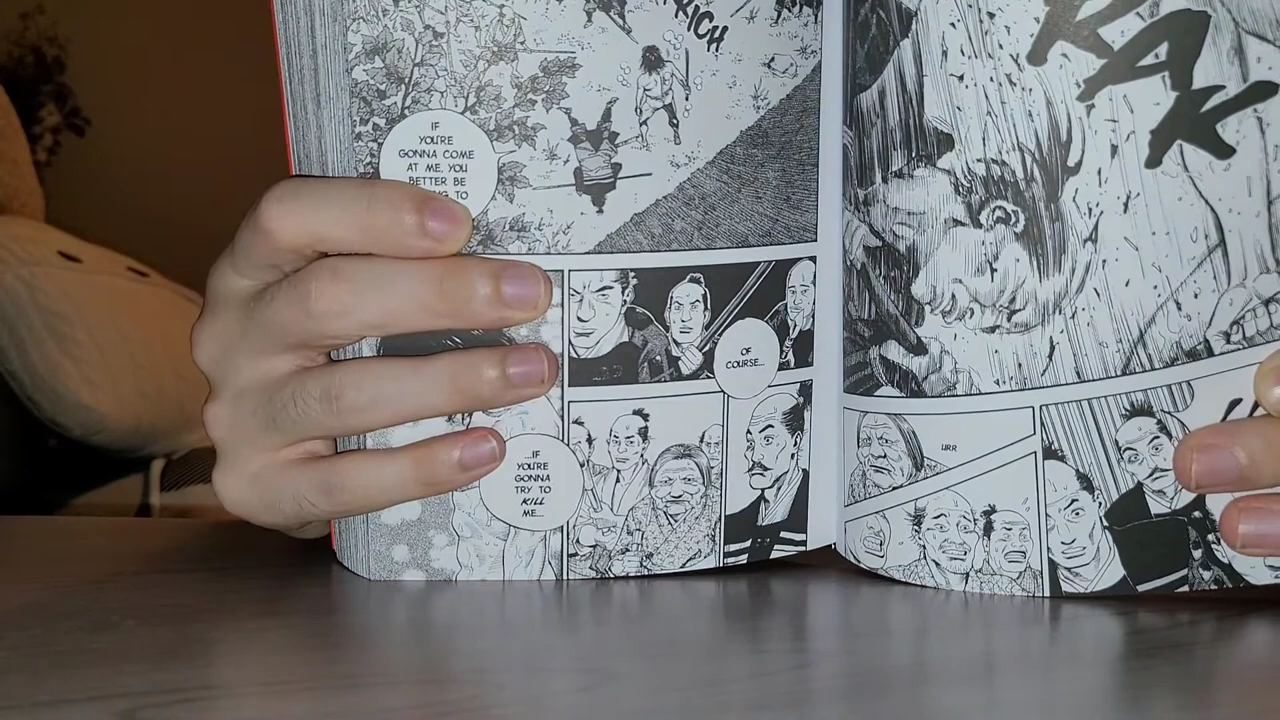 RICH
IF
YOU'RE
GONNA COME
AT ME, YOU
BETTER BE
TO
OF
COURSE...
...IF
YOU'RE
GONNA
TRY TO
KILL
ME...
URR